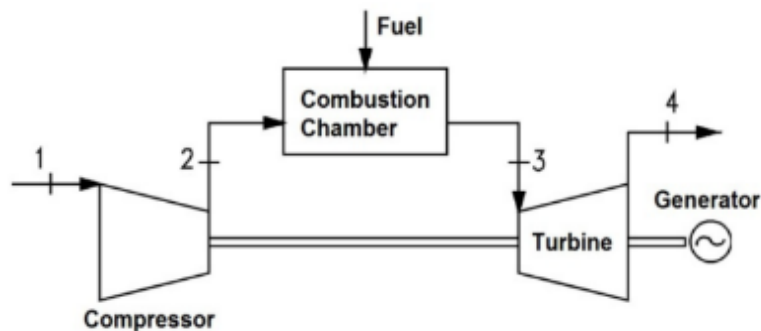 Fuel
Combustion
Chamber
1
2
3
4
Turbine
Generator
Compressor